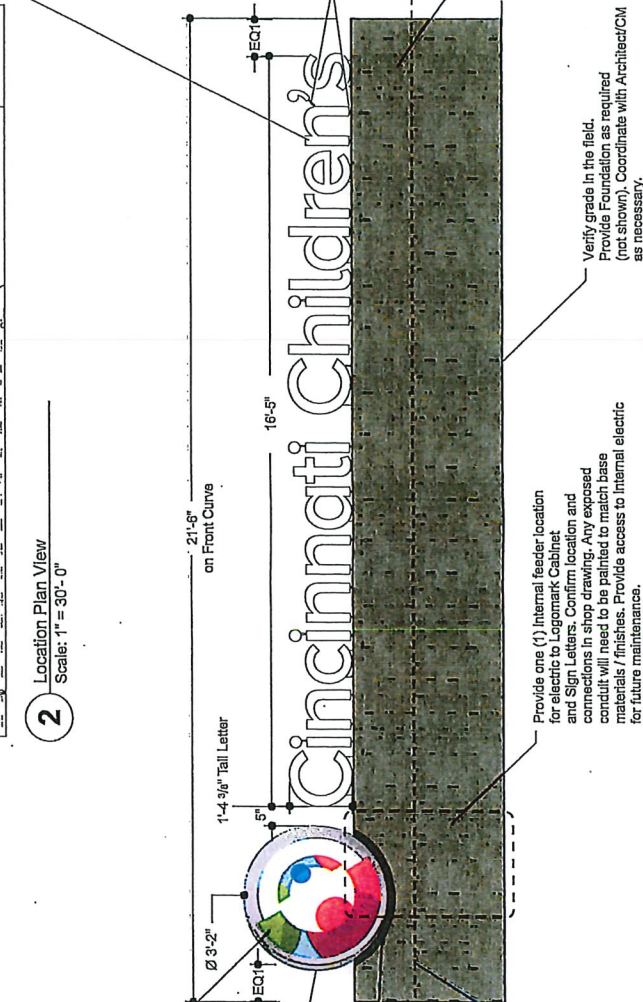 2
Location Plan View
Scale: 1" = 30'- 0"
21'-6"
on Front Curve
EQ1
16'-5"
1'-4 3/8" Tall Letter
5"
Ø 3'-2"
EQ1
Cincinnati Children's
Provide one (1) internal feeder location
for electric to Logomark Cabinet
and Sign Letters. Confirm location and
connections in shop drawing. Any exposed
conduit will need to be painted to match base
materials / finishes. Provide access to internal electric
for future maintenance.
Verify grade in the field.
Provide Foundation as required
(not shown). Coordinate with Architect/CM
as necessary.